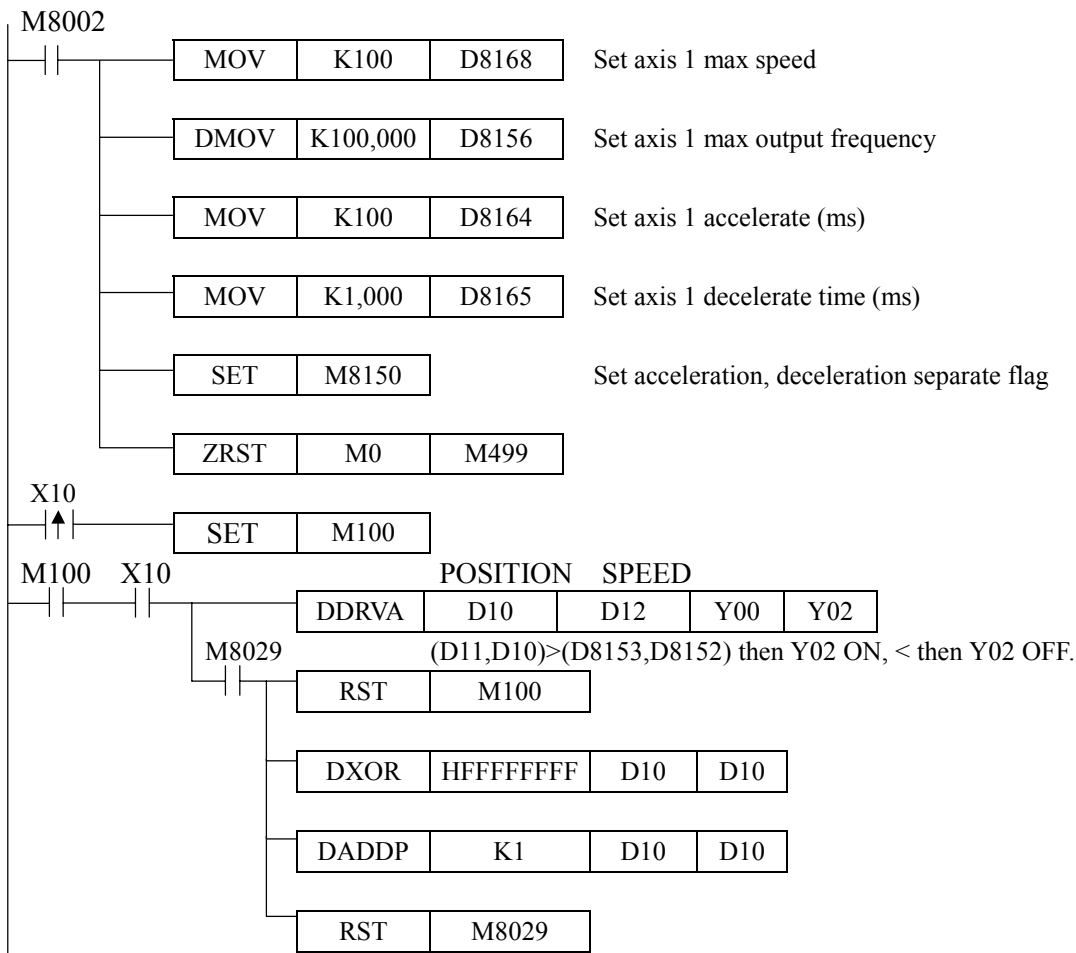 M8002
MOV K100 D8168 Set axis 1 max speed
DMOV K100,000 D8156 Set axis 1 max output frequency
MOV K100 D8164 Set axis 1 accelerate (ms)
MOV K1,000 D8165 Set axis 1 decelerate time (ms)
SET M8150 Set acceleration, deceleration separate flag
ZRST M0 M499
X10
SET M100
M100 X10 POSITION SPEED
DDRVA D10 D12 Y00 Y02
M8029 (D11,D10)>(D8153,D8152) then Y02 ON, < then Y02 OFF.
RST M100
DXOR HFFFFFFFF D10 D10
DADDP K1 D10 D10
RST M8029